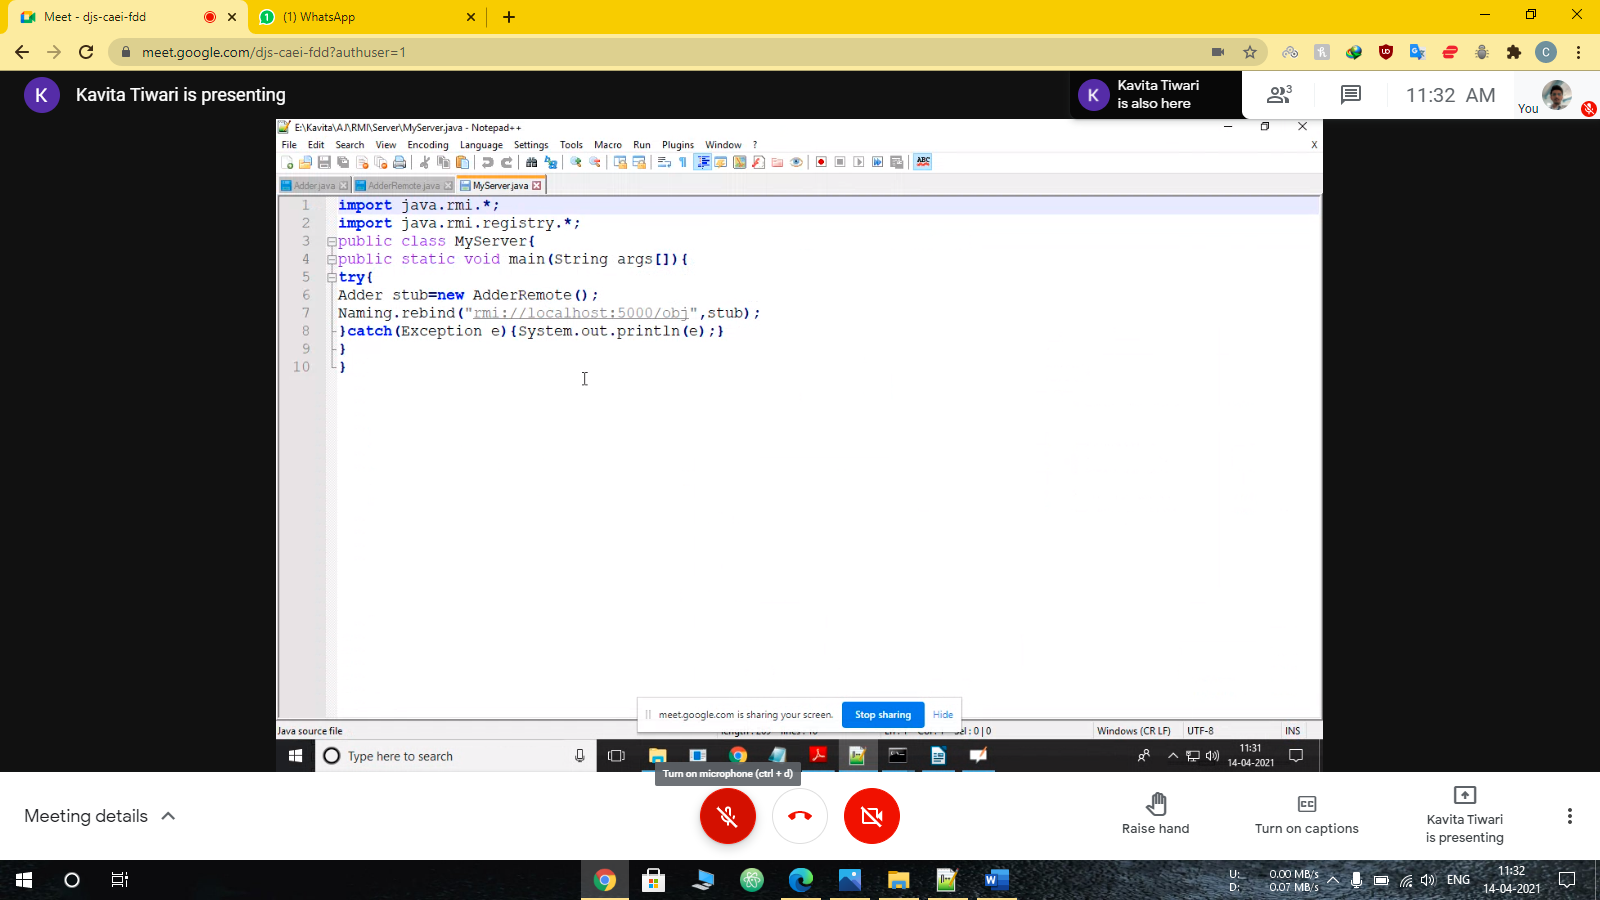 Meet - djs-caei-fdd
(1) WhatsApp
meet.google.com/djs-caei-fdd?authuser=1
K
Kavita Tiwari is presenting
K
Kavita Tiwari
is also here
3
11:32 AM
You
E:\Kavita\AJ\RMI\Server\MyServer.java - Notepad++
File Edit Search View Encoding Language Settings Tools Macro Run Plugins Window ? X
Adder.java AdderRemote.java MyServer.java
1 import java.rmi.*;
2 import java.rmi.registry.*;
3 public class MyServer{
4 public static void main(String args[]){
5 try{
6 Adder stub=new AdderRemote();
7 Naming.rebind("rmi://localhost:5000/obj",stub);
8 }catch(Exception e){System.out.println(e);}
9 }
10 }
meet.google.com is sharing your screen. Stop sharing Hide
Java source file
Windows (CR LF) UTF-8 INS
Type here to search
11:31
14-04-2021
Turn on microphone (ctrl + d)
Meeting details
Raise hand
Turn on captions
Kavita Tiwari
is presenting
U: 0.00 MB/s
D: 0.07 MB/s
ENG
11:32
14-04-2021